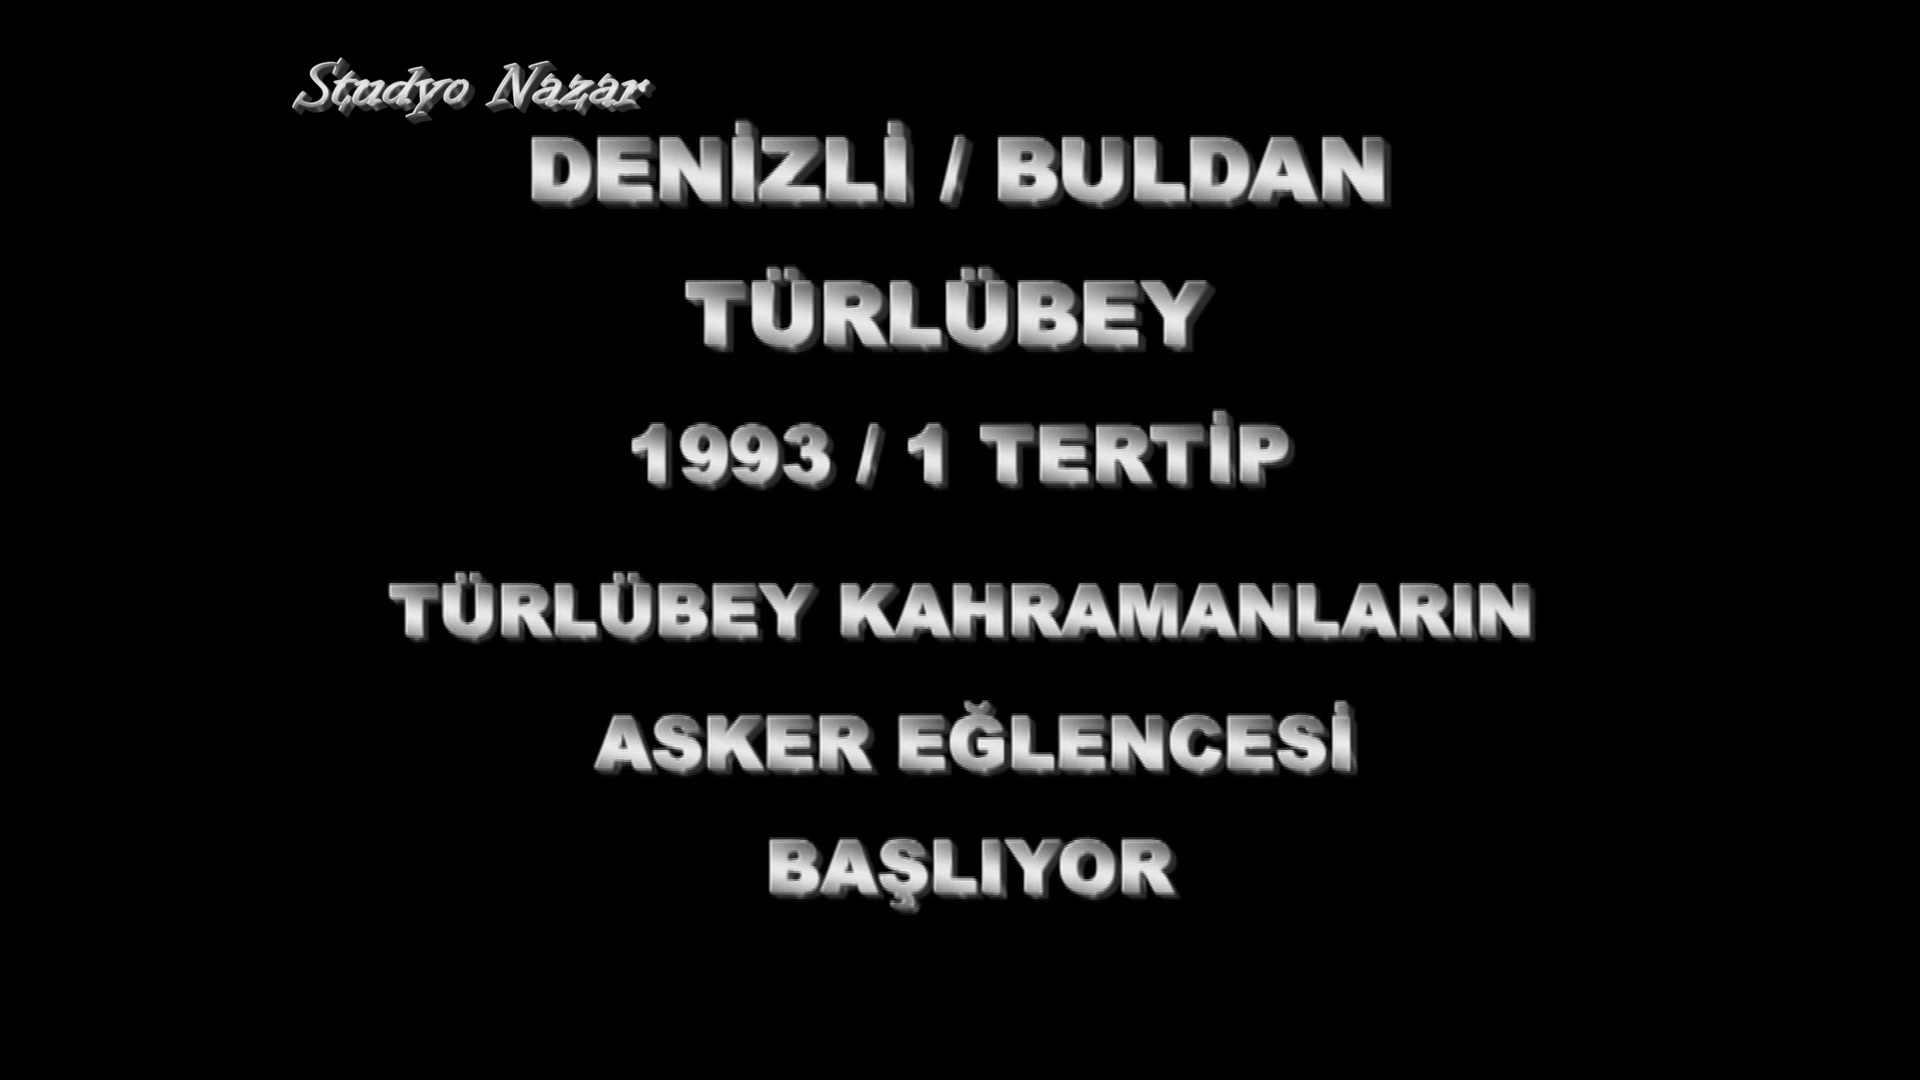 Studyo Nazar
DENİZLİ / BULDAN
TÜRLÜBEY
1993 / 1 TERTİP
TÜRLÜBEY KAHRAMANLARIN
ASKER EĞLENCESİ
BAŞLIYOR